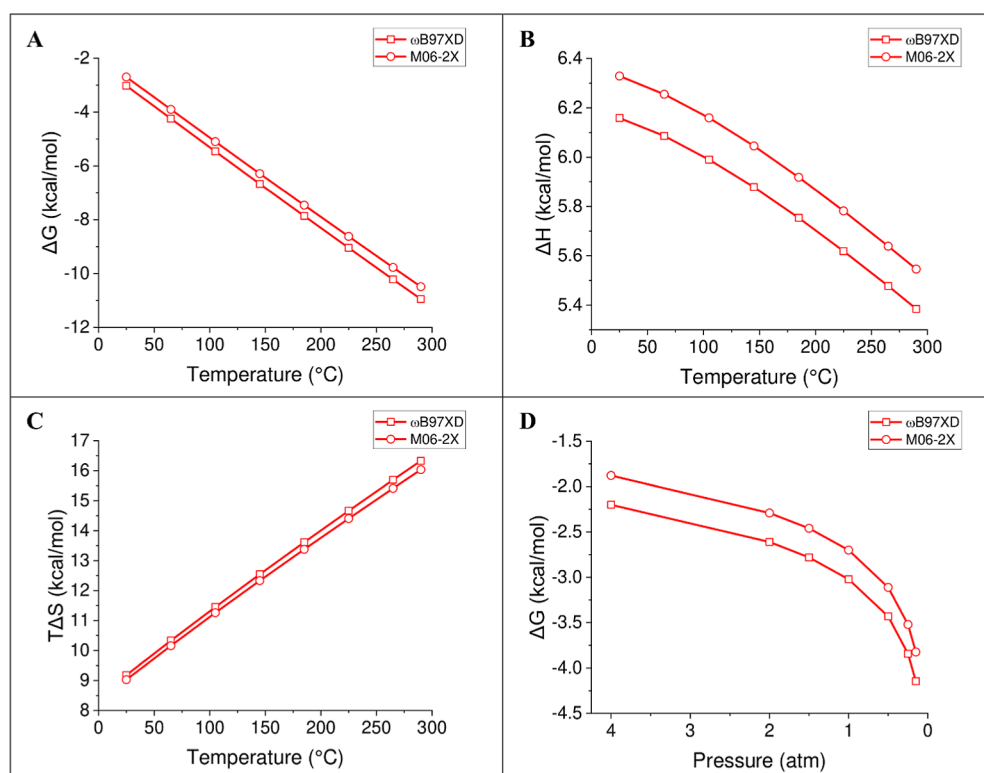 A
ωB97XD
M06-2X
-2
-4
-6
-8
-10
-12
ΔG (kcal/mol)
0 50 100 150 200 250 300
Temperature (°C)
B
ωB97XD
M06-2X
6.4
6.2
6.0
5.8
5.6
5.4
ΔH (kcal/mol)
0 50 100 150 200 250 300
Temperature (°C)
C
ωB97XD
M06-2X
17
16
15
14
13
12
11
10
9
8
TΔS (kcal/mol)
0 50 100 150 200 250 300
Temperature (°C)
D
ωB97XD
M06-2X
-1.5
-2.0
-2.5
-3.0
-3.5
-4.0
-4.5
ΔG (kcal/mol)
4 3 2 1 0
Pressure (atm)